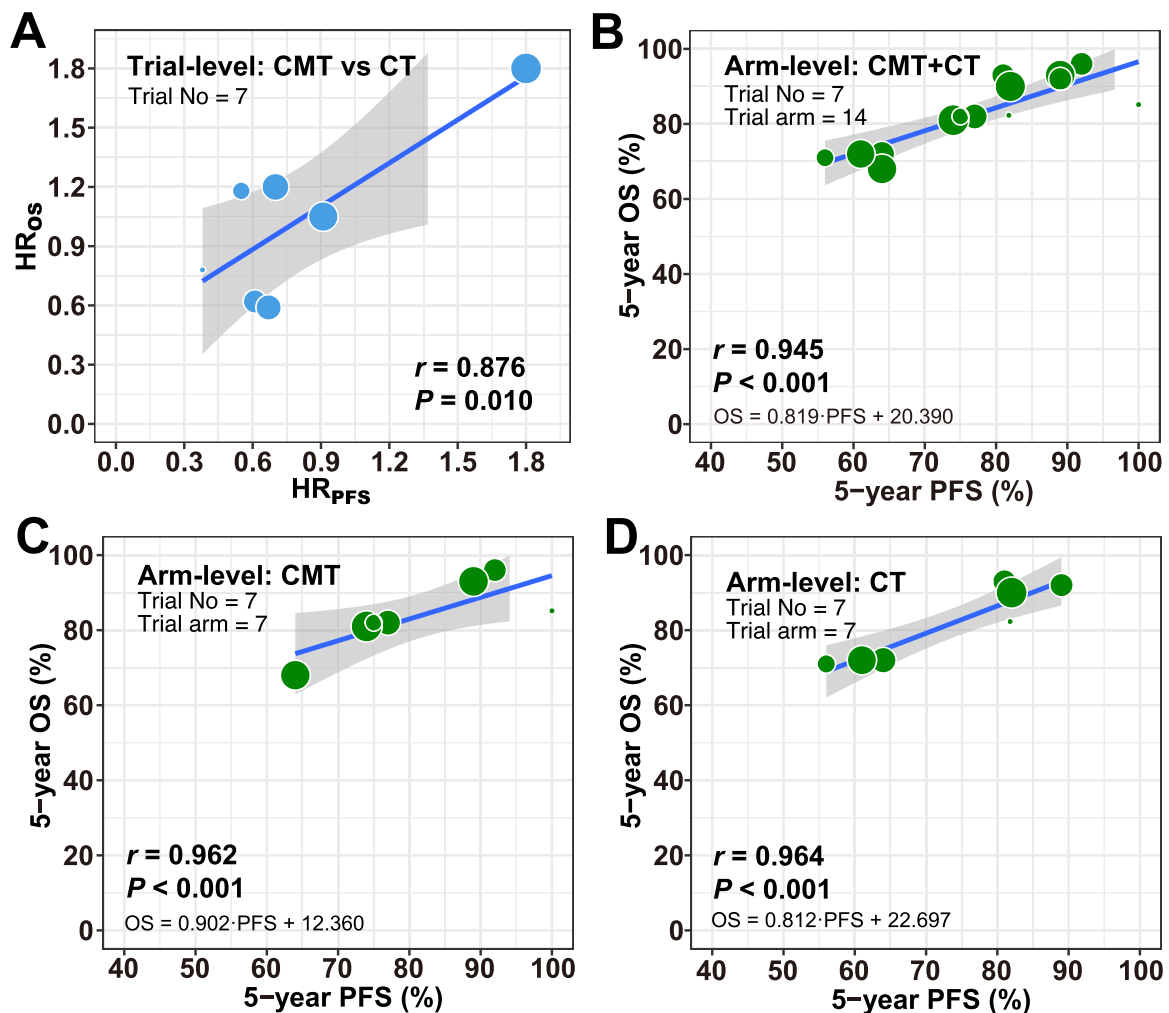 A
Trial-level: CMT vs CT
Trial No = 7
HROS
1.8
1.5
1.2
0.9
0.6
0.3
0.0
r = 0.876
P = 0.010
0.0 0.3 0.6 0.9 1.2 1.5 1.8
HRPFS
B
Arm-level: CMT+CT
Trial No = 7
Trial arm = 14
5−year OS (%)
100
80
60
40
20
0
r = 0.945
P < 0.001
OS = 0.819·PFS + 20.390
40 50 60 70 80 90 100
5−year PFS (%)
C
Arm-level: CMT
Trial No = 7
Trial arm = 7
5−year OS (%)
100
80
60
40
20
0
r = 0.962
P < 0.001
OS = 0.902·PFS + 12.360
40 50 60 70 80 90 100
5−year PFS (%)
D
Arm-level: CT
Trial No = 7
Trial arm = 7
5−year OS (%)
100
80
60
40
20
0
r = 0.964
P < 0.001
OS = 0.812·PFS + 22.697
40 50 60 70 80 90 100
5−year PFS (%)